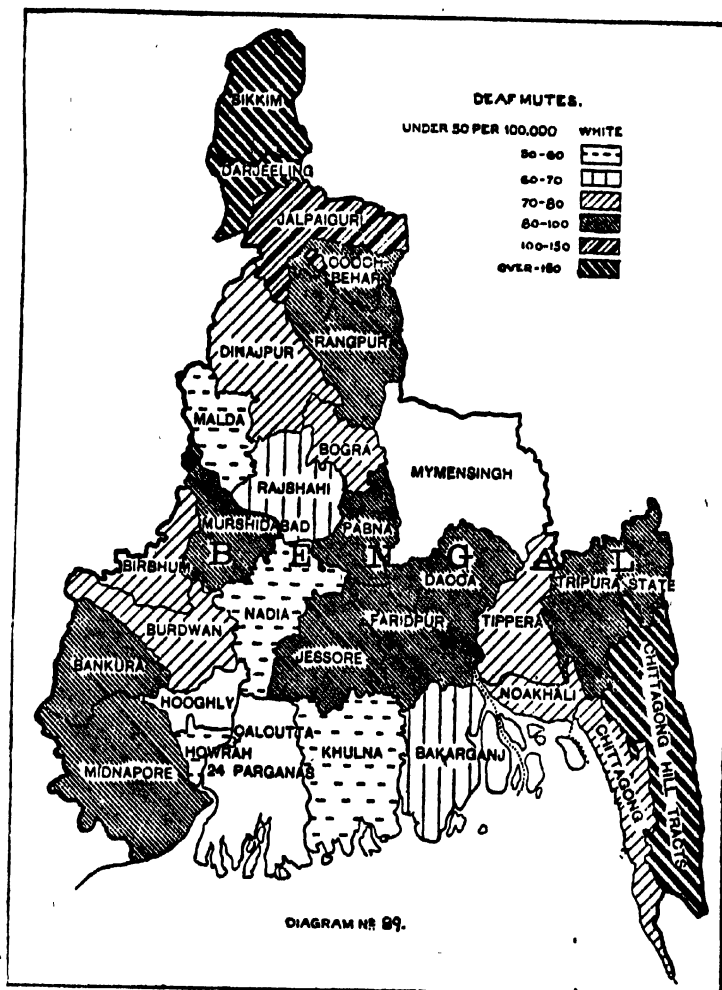 DEAF MUTES.
UNDER 50 PER 100,000 WHITE
50-60
60-70
70-80
80-100
100-150
OVER-150
SIKKIM
DARJEELING
JALPAIGURI
COOCH
BEHAR
RANGPUR
DINAJPUR
MALDA
BOGRA
RAJSHAHI
MYMENSINGH
MURSHIDABAD
PABNA
BENGAL
BIRBHUM
DACCA
TRIPURA STATE
NADIA
FARIDPUR
TIPPERA
BURDWAN
BANKURA
JESSORE
NOAKHALI
HOOGHLY
CALCUTTA
HOWRAH
24 PARGANAS
KHULNA
BAKARGANJ
MIDNAPORE
CHITTAGONG
CHITTAGONG HILL TRACTS
DIAGRAM No 89.